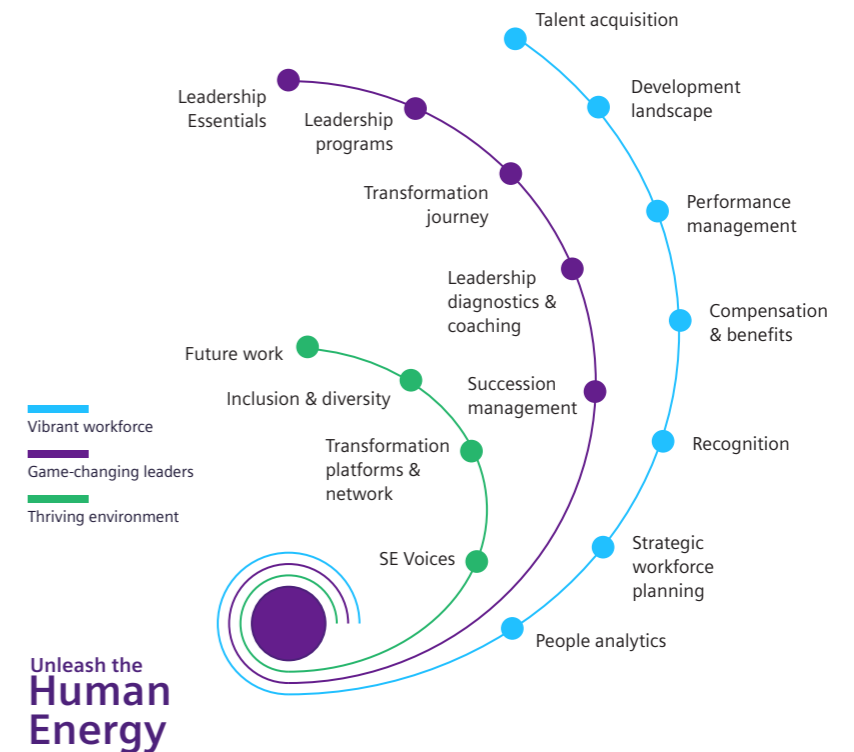 Talent acquisition
Development
landscape
Performance
management
Compensation
& benefits
Recognition
Strategic
workforce
planning
People analytics
Leadership
Essentials
Leadership
programs
Transformation
journey
Leadership
diagnostics &
coaching
Succession
management
Future work
Inclusion & diversity
Transformation
platforms &
network
SE Voices
Vibrant workforce
Game-changing leaders
Thriving environment
Unleash the
Human
Energy